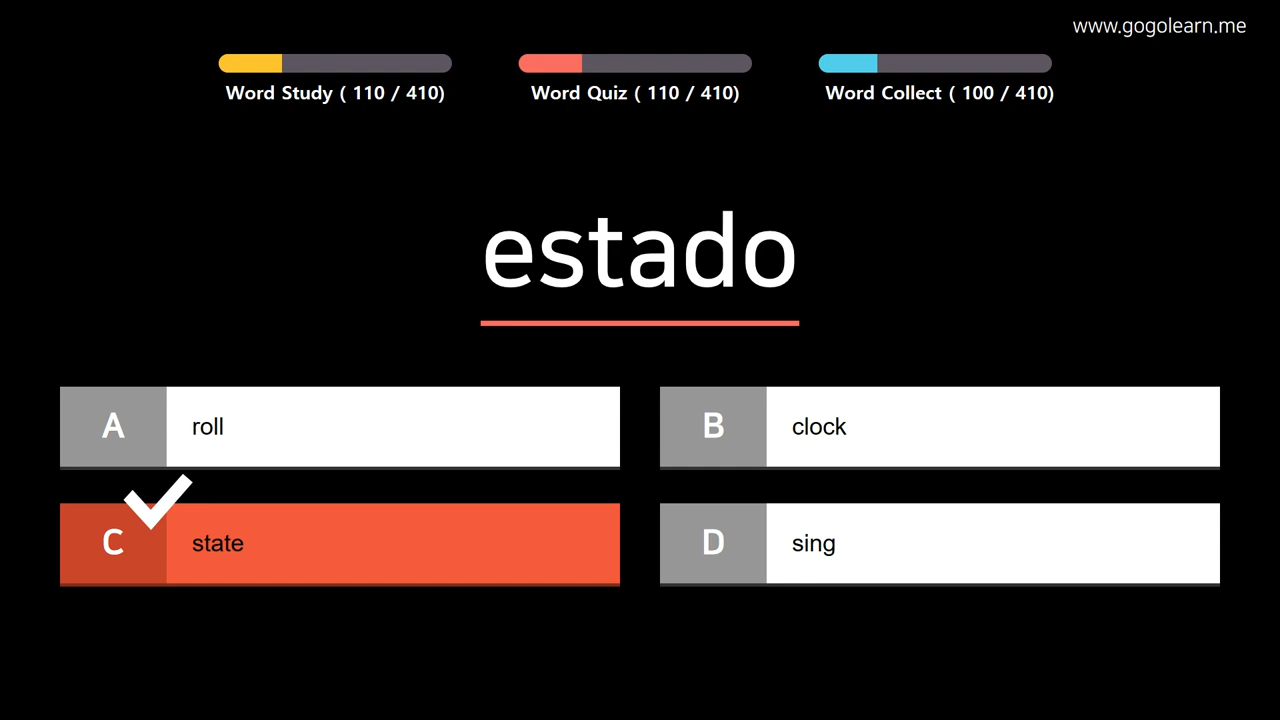 www.gogolearn.me
Word Study ( 110 / 410)
Word Quiz ( 110 / 410)
Word Collect ( 100 / 410)
estado
A roll
B clock
C state
D sing